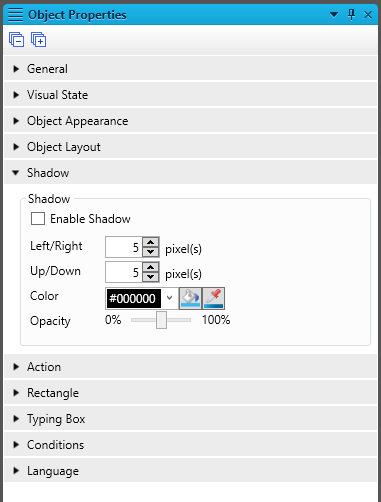 Object Properties
General
Visual State
Object Appearance
Object Layout
Shadow
Shadow
Enable Shadow
Left/Right 5 pixel(s)
Up/Down 5 pixel(s)
Color #000000
Opacity 0% 100%
Action
Rectangle
Typing Box
Conditions
Language